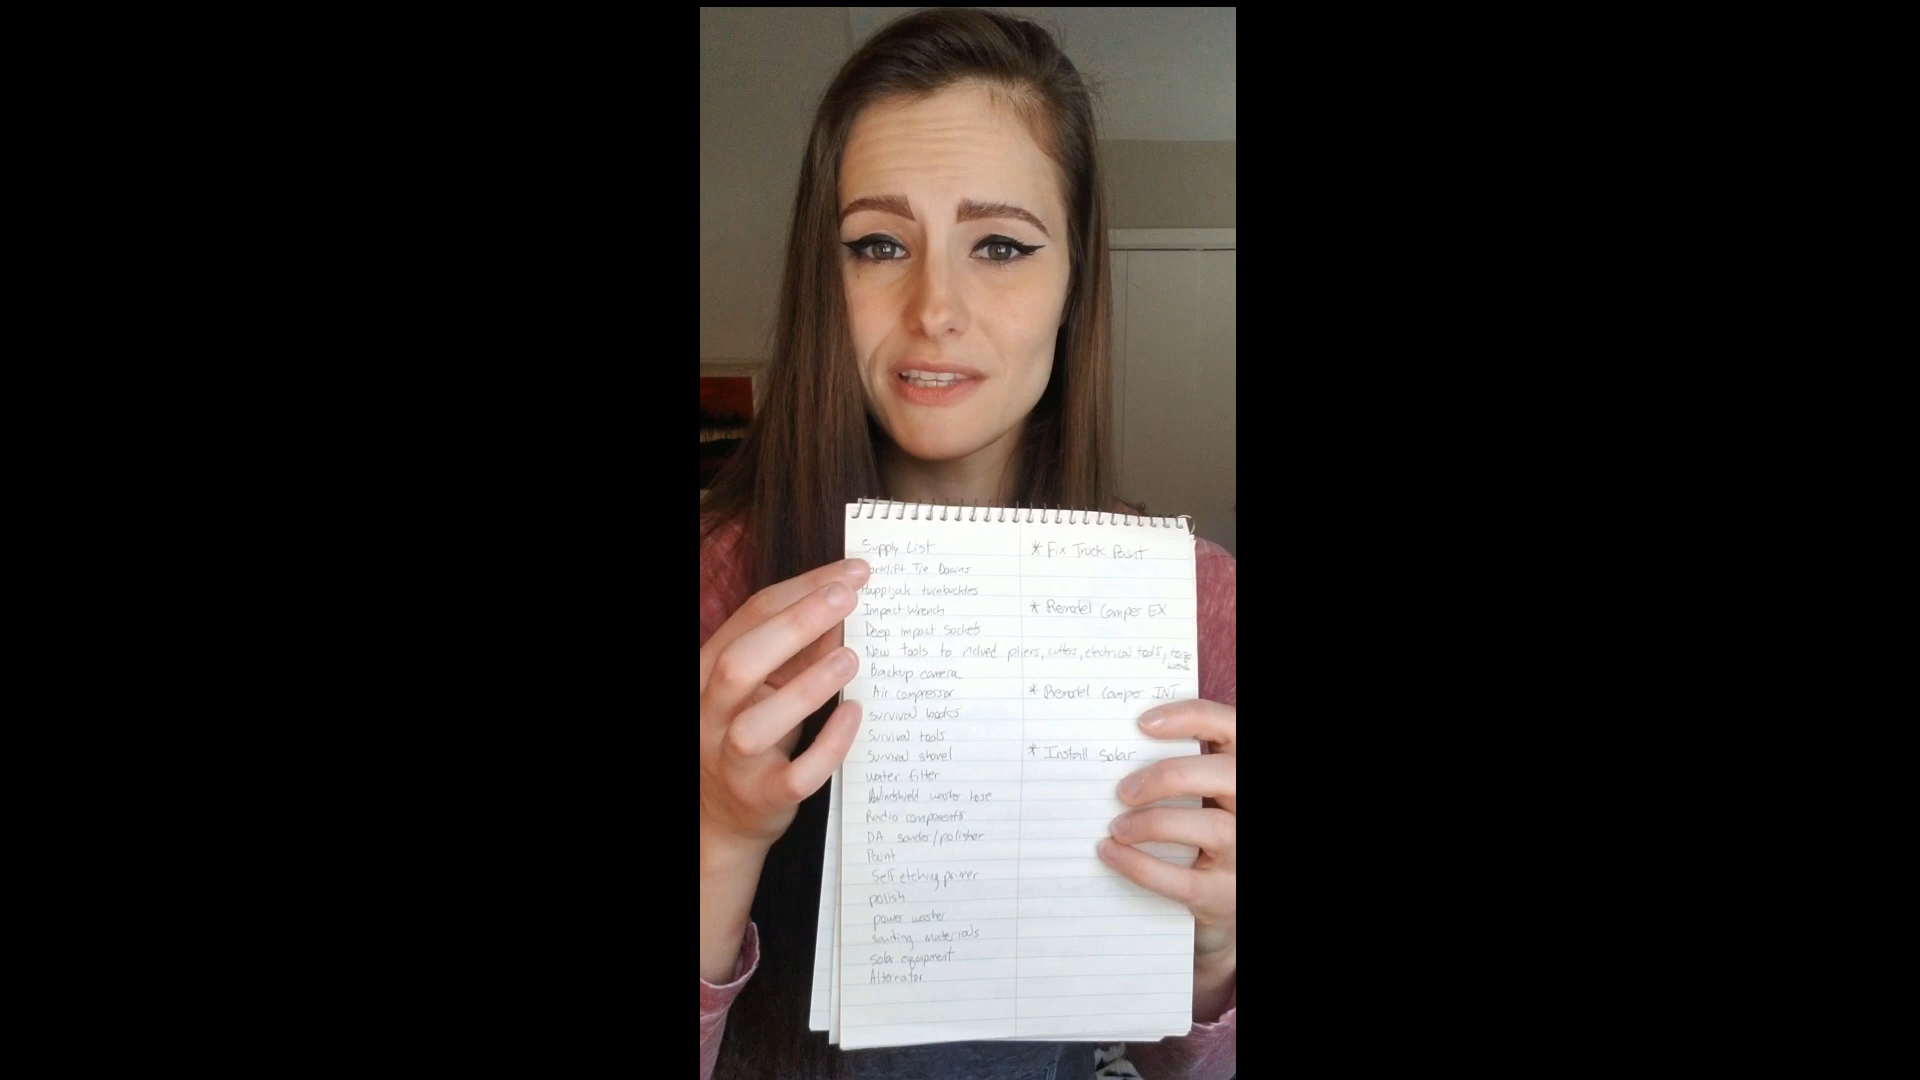 Supply List
Tie Downs
Happijak turnbuckles
Impact Wrench
Deep impact sockets
New tools to inclued pliers, cutters, electrical tools,
Backup camera
Air compressor
survival books
Survival tools
Survival shovel
water filter
Windshield washer hose
Radio components
DA sander/polisher
Paint
Self etching primer
polish
power washer
sanding materials
solar equipment
Alternator
* Fix Truck Paint
* Remodel Camper EX
* Remodel Camper INT
* Install Solar